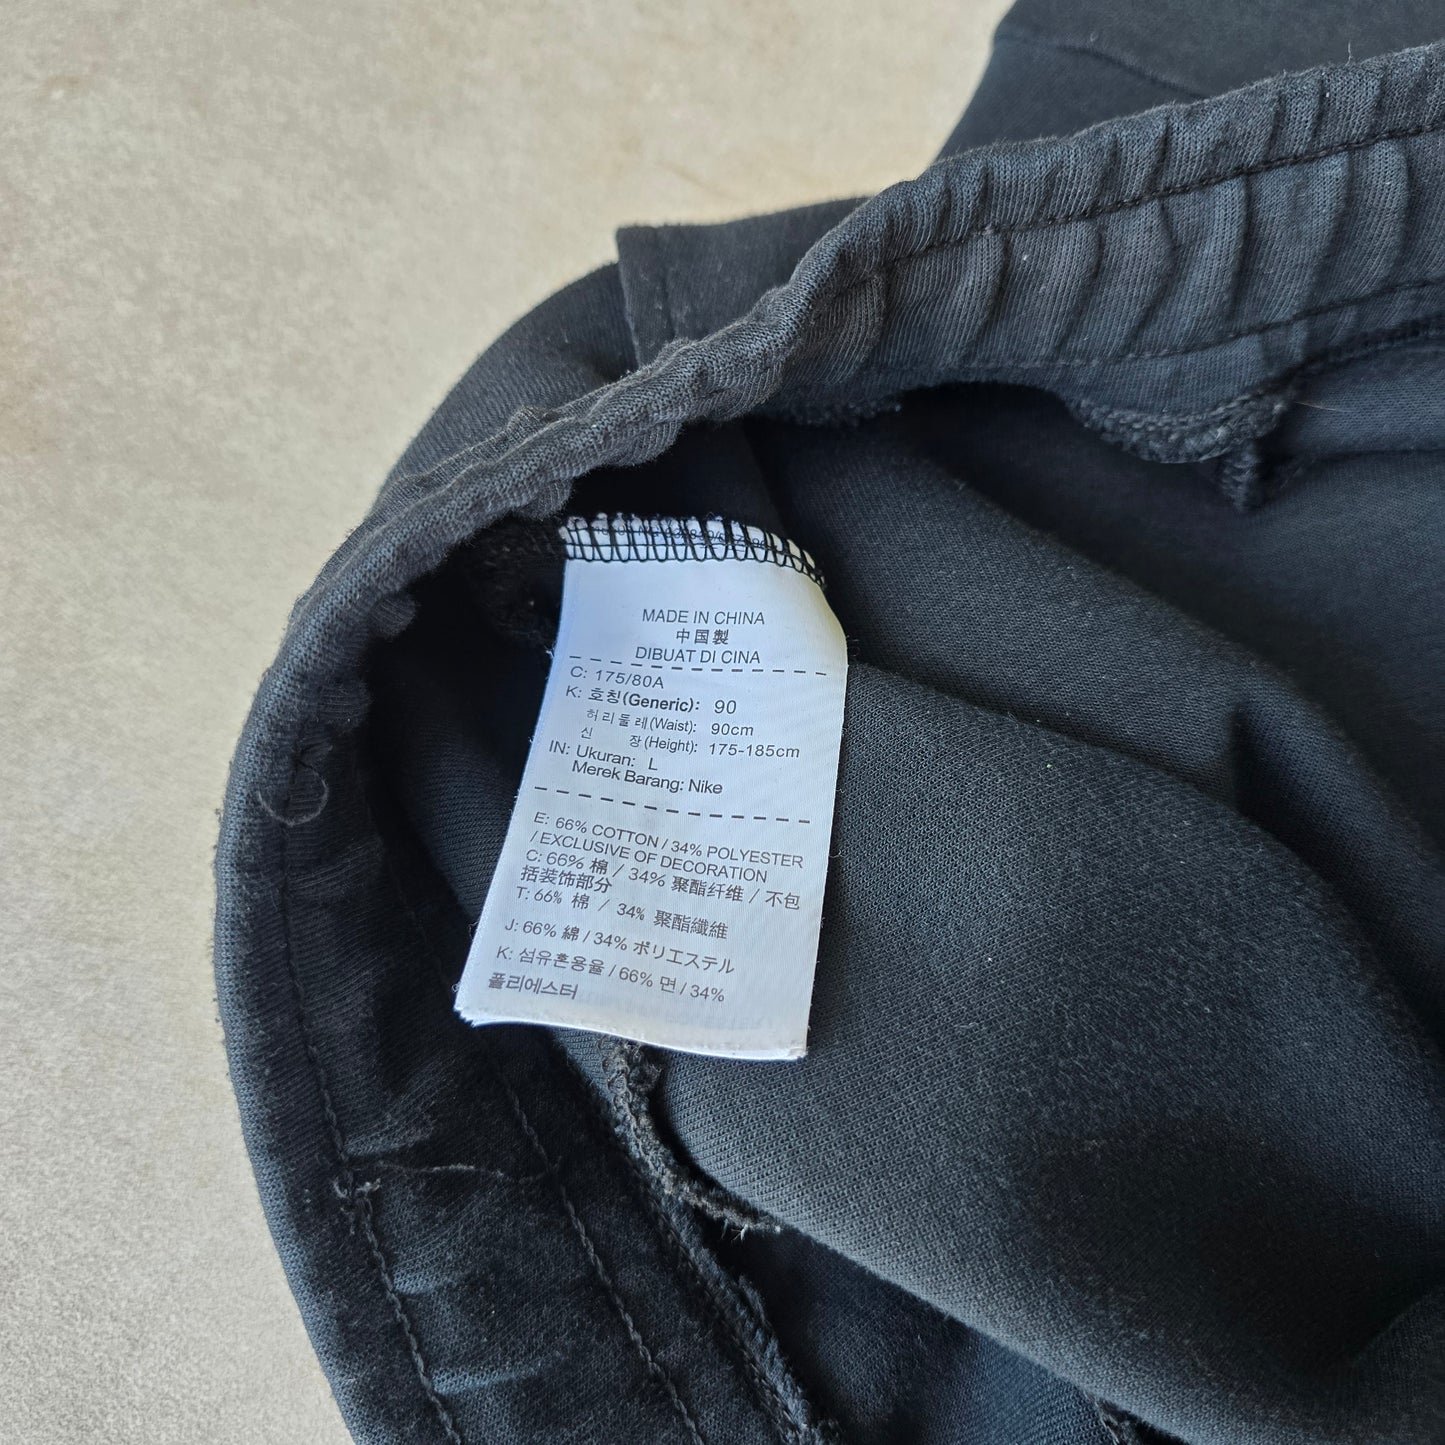 MADE IN CHINA
中国製
DIBUAT DI CINA
C: 175/80A
K: 호칭(Generic): 90
허리둘레(Waist): 90cm
신 장(Height): 175-185cm
IN: Ukuran: L
Merek Barang: Nike
E: 66% COTTON / 34% POLYESTER
/ EXCLUSIVE OF DECORATION
C: 66% 棉 / 34% 聚酯纤维 / 不包
括装饰部分
T: 66% 棉 / 34% 聚酯纖維
J: 66% 綿 / 34% ポリエステル
K: 섬유혼용율 / 66% 면 / 34%
폴리에스터